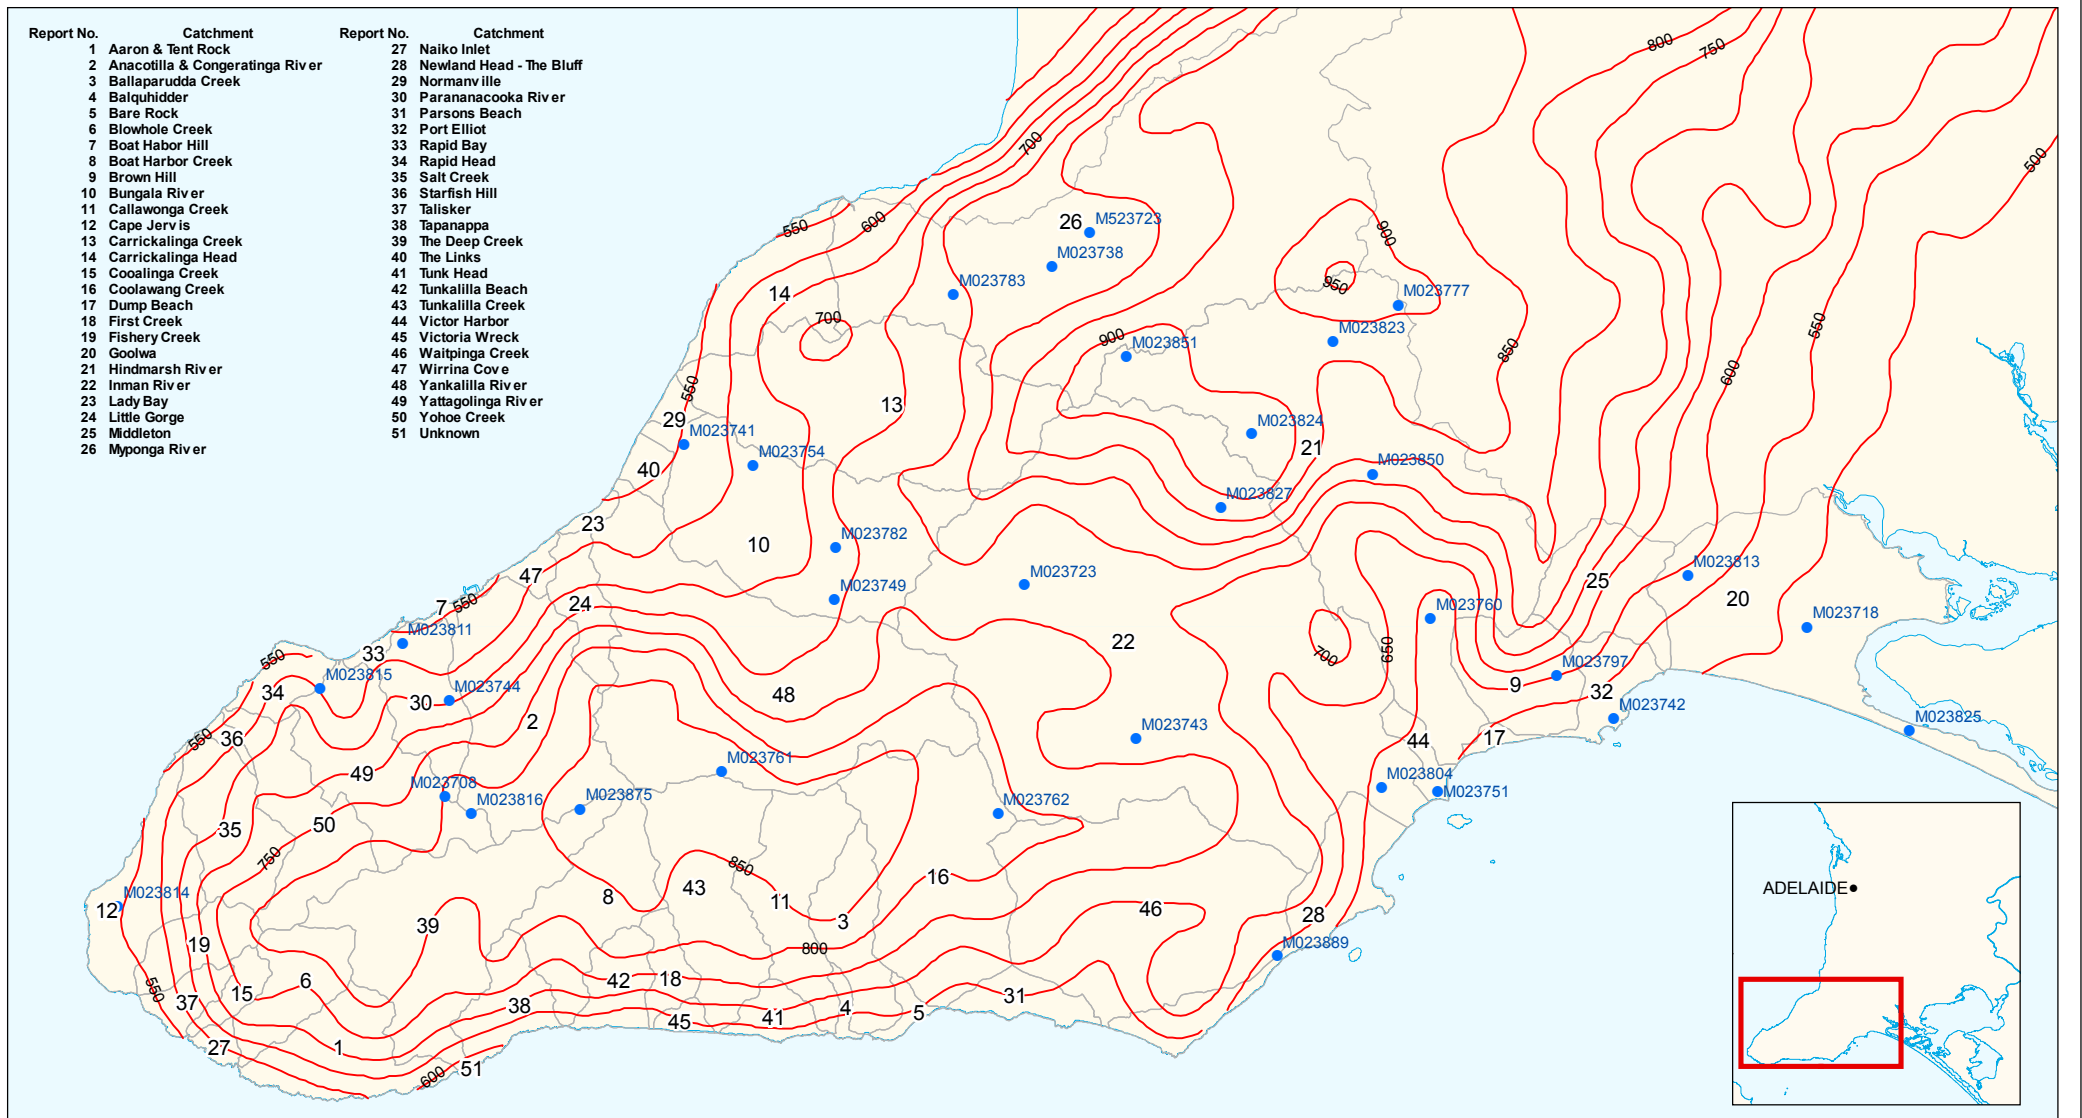 Report No. Catchment Report No. Catchment
1 Aaron & Tent Rock 27 Naiko Inlet
2 Anacotilla & Congeratinga River 28 Newland Head - The Bluff
3 Ballaparudda Creek 29 Normanville
4 Balquhidder 30 Parananacooka River
5 Bare Rock 31 Parsons Beach
6 Blowhole Creek 32 Port Elliot
7 Boat Habor Hill 33 Rapid Bay
8 Boat Harbor Creek 34 Rapid Head
9 Brown Hill 35 Salt Creek
10 Bungala River 36 Starfish Hill
11 Callawonga Creek 37 Talisker
12 Cape Jervis 38 Tapanappa
13 Carrickalinga Creek 39 The Deep Creek
14 Carrickalinga Head 40 The Links
15 Cooalinga Creek 41 Tunk Head
16 Coolawang Creek 42 Tunkalilla Beach
17 Dump Beach 43 Tunkalilla Creek
18 First Creek 44 Victor Harbor
19 Fishery Creek 45 Victoria Wreck
20 Goolwa 46 Waitpinga Creek
21 Hindmarsh River 47 Wirrina Cove
22 Inman River 48 Yankalilla River
23 Lady Bay 49 Yattagolinga River
24 Little Gorge 50 Yohoe Creek
25 Middleton 51 Unknown
26 Myponga River
800
750
700
500
550
600
26
M523723
900
M023738
950
14
M023783
M023777
700
550
900
M023823
M023851
850
600
550
13
29
M023741
M023824
21
40
M023754
M023850
M023827
23
10
M023782
M023813
47
M023723
25
7
550
24
M023749
20
M023760
M023718
M023811
22
650
550
33
700
M023797
M023815
34
30
M023744
48
9
32
2
M023742
550
36
M023743
44
17
M023825
49
M023761
M023804
M023708
M023816
M023875
M023762
M023751
35
50
750
850
16
ADELAIDE
M023814
12
8
43
11
3
46
28
39
19
800
M023889
550
37
15
6
42
18
31
38
45
41
4
5
27
1
600
51